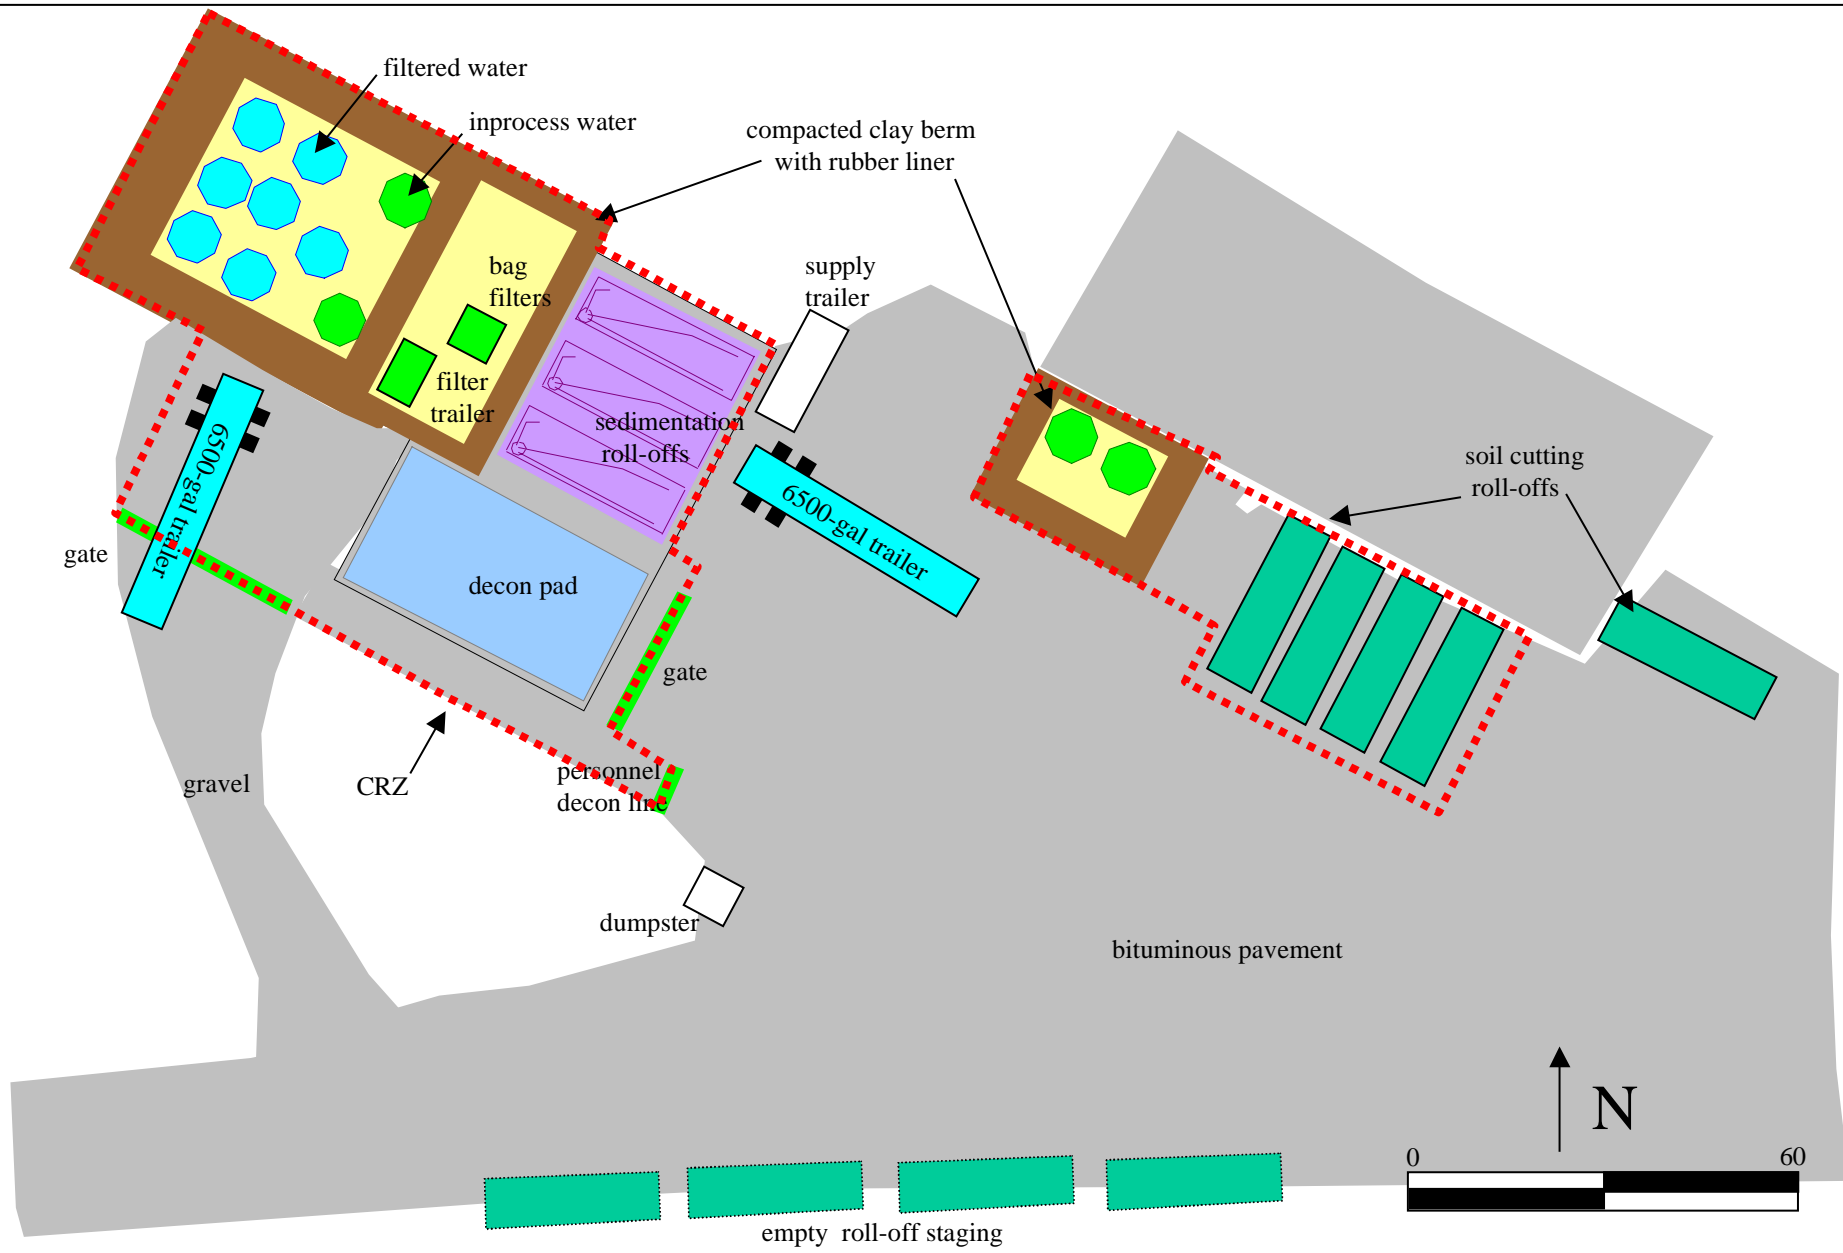 filtered water
inprocess water
compacted clay berm
with rubber liner
bag
filters
supply
trailer
filter
trailer
sedimentation
roll-offs
6500-gal trailer
6500-gal trailer
soil cutting
roll-offs
gate
decon pad
gate
gravel
CRZ
personnel
decon line
dumpster
bituminous pavement
N
0
60
empty roll-off staging